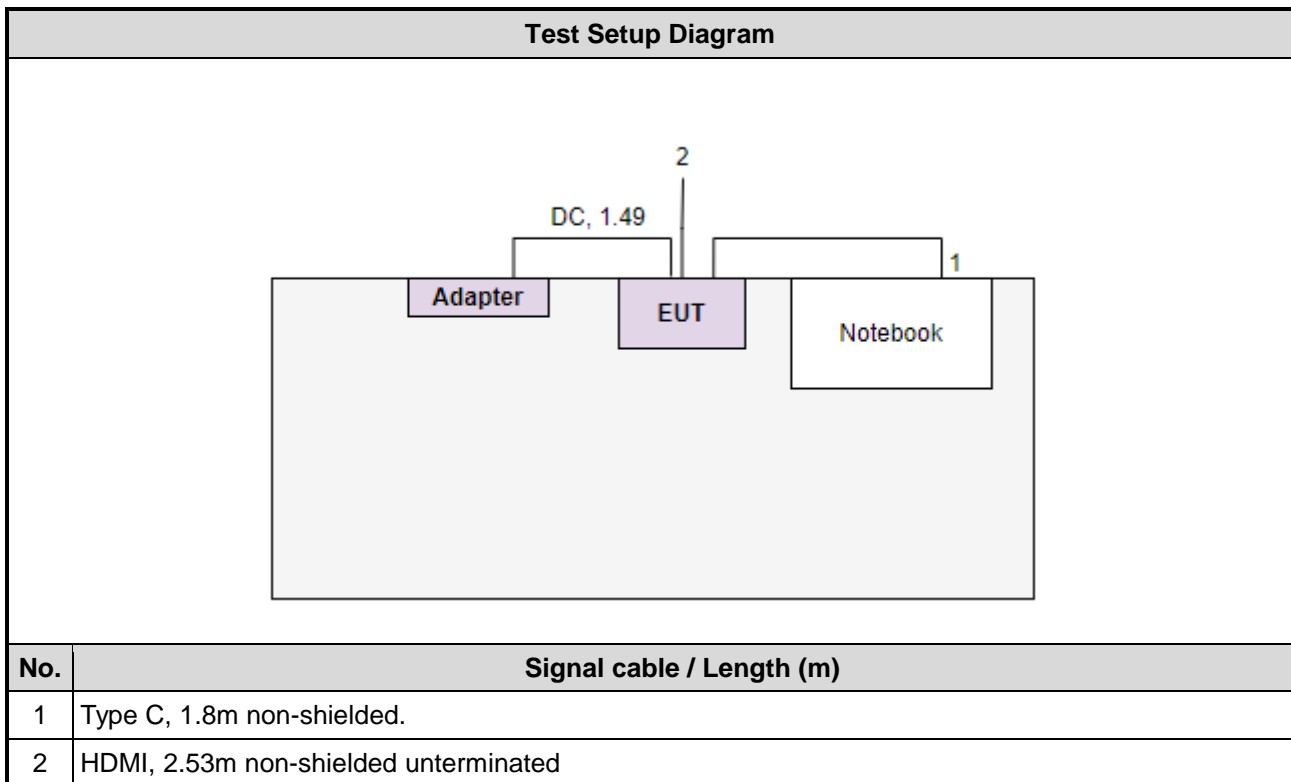 Test Setup Diagram
2
DC, 1.49
1
Adapter
EUT
Notebook
No. Signal cable / Length (m)
1 Type C, 1.8m non-shielded.
2 HDMI, 2.53m non-shielded unterminated